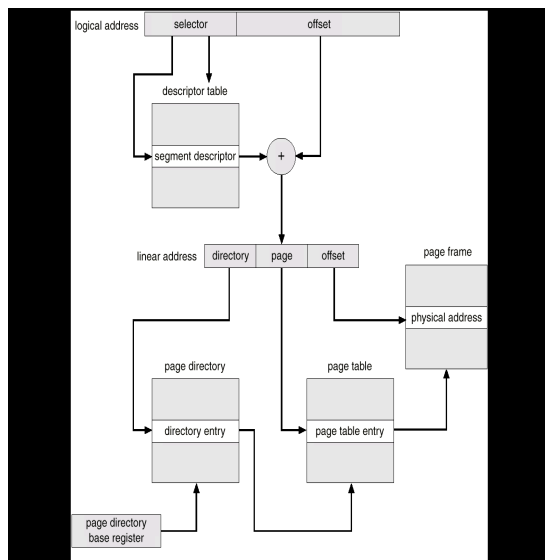 logical address
selector
offset
descriptor table
segment descriptor
+
linear address
directory
page
offset
page frame
physical address
page directory
page table
directory entry
page table entry
page directory
base register